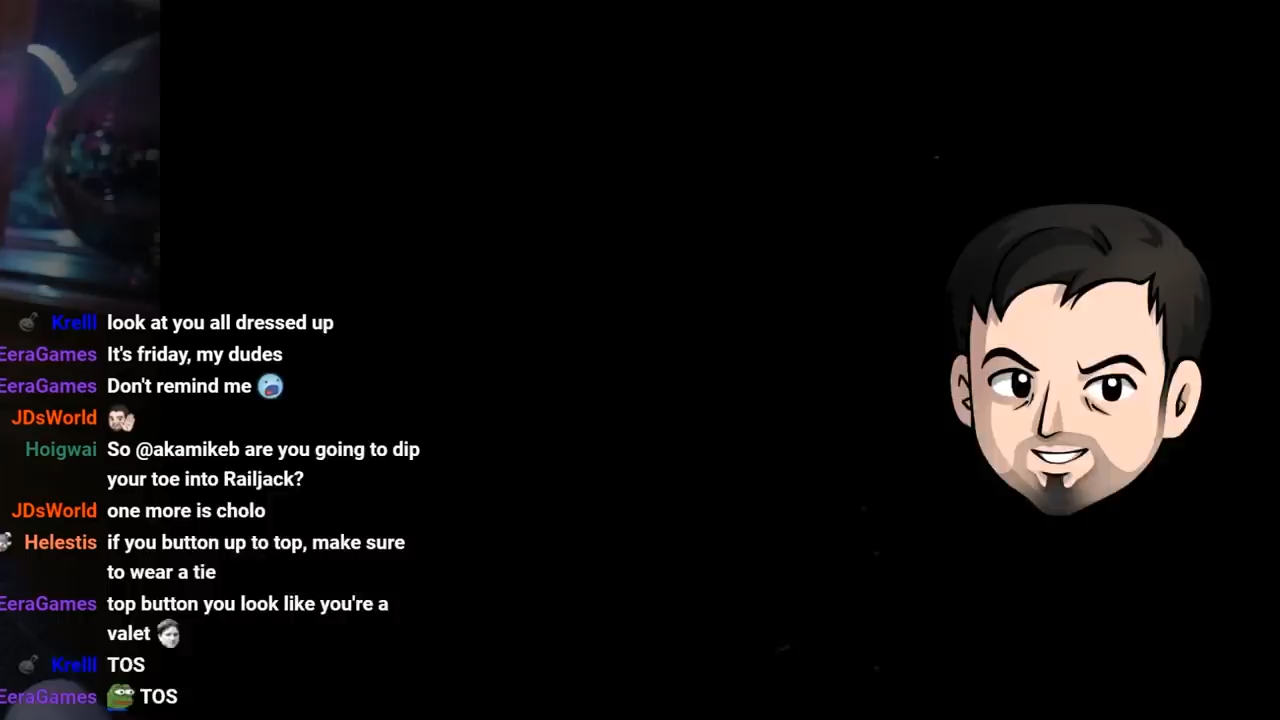 Krelll look at you all dressed up
EeraGames It's friday, my dudes
EeraGames Don't remind me
JDsWorld
Hoigwai So @akamikeb are you going to dip
your toe into Railjack?
JDsWorld one more is cholo
Helestis if you button up to top, make sure
to wear a tie
EeraGames top button you look like you're a
valet
Krelll TOS
EeraGames TOS